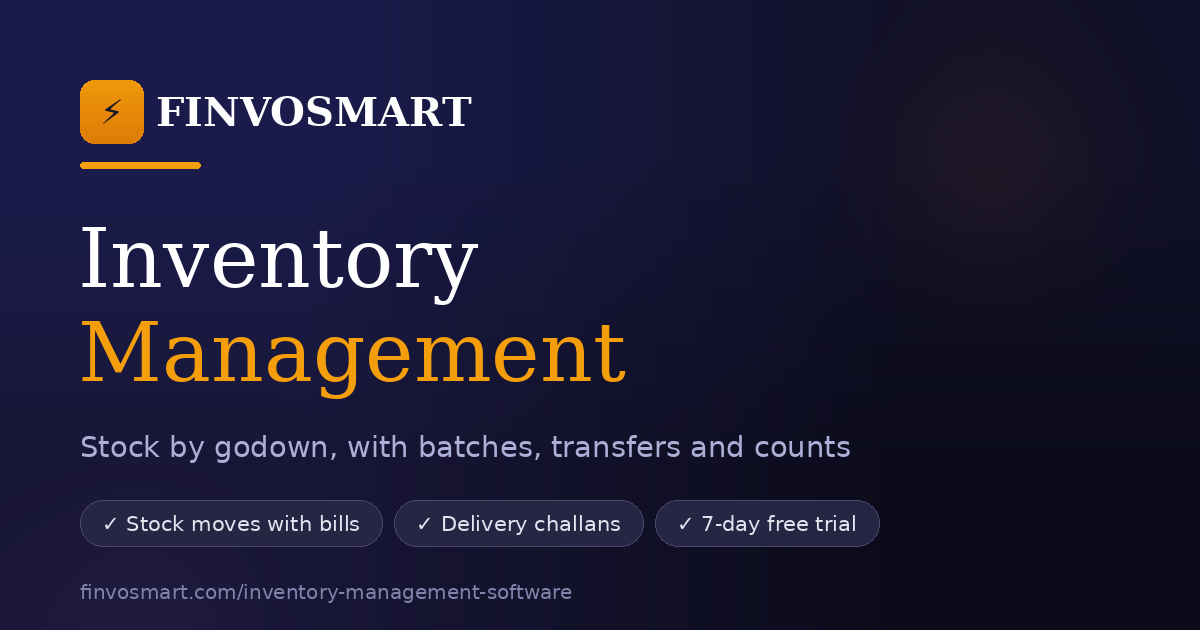 ⚡ FINVOSMART
Inventory
Management
Stock by godown, with batches, transfers and counts
✓ Stock moves with bills ✓ Delivery challans ✓ 7-day free trial
finvosmart.com/inventory-management-software